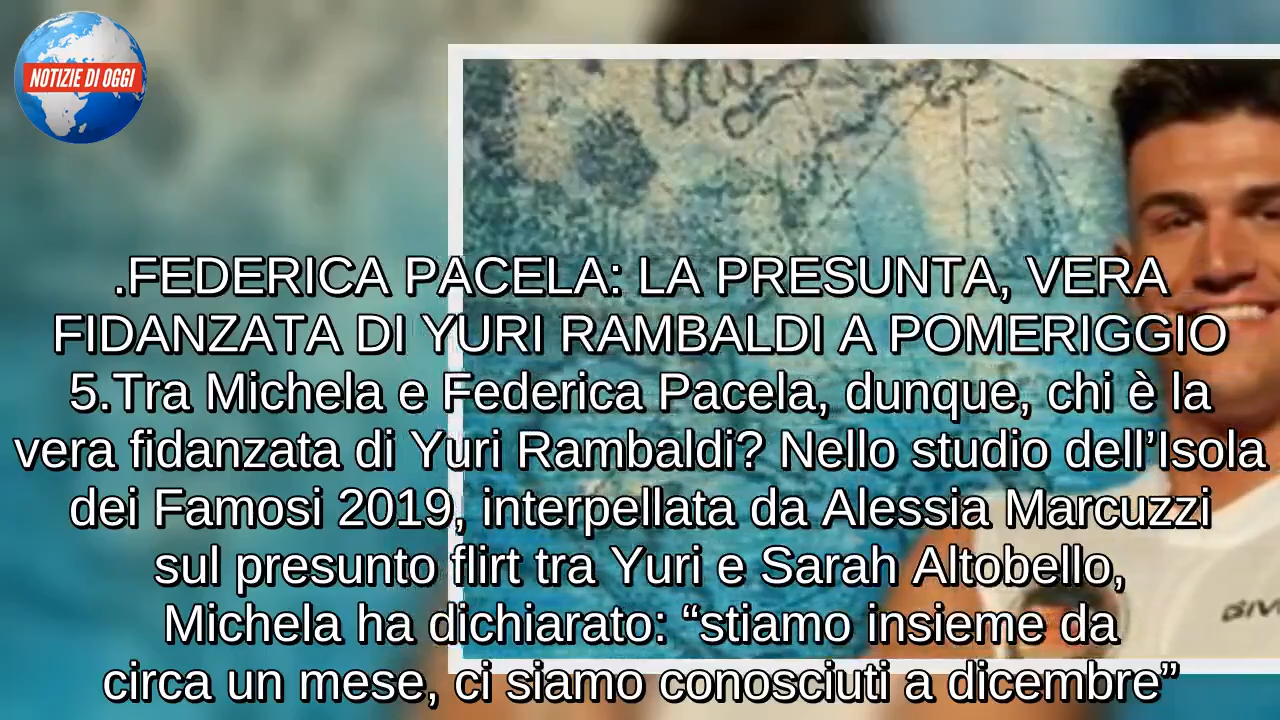 NOTIZIE DI OGGI
.FEDERICA PACELA: LA PRESUNTA, VERA
FIDANZATA DI YURI RAMBALDI A POMERIGGIO
5.Tra Michela e Federica Pacela, dunque, chi è la
vera fidanzata di Yuri Rambaldi? Nello studio dell’Isola
dei Famosi 2019, interpellata da Alessia Marcuzzi
sul presunto flirt tra Yuri e Sarah Altobello,
Michela ha dichiarato: “stiamo insieme da
circa un mese, ci siamo conosciuti a dicembre”